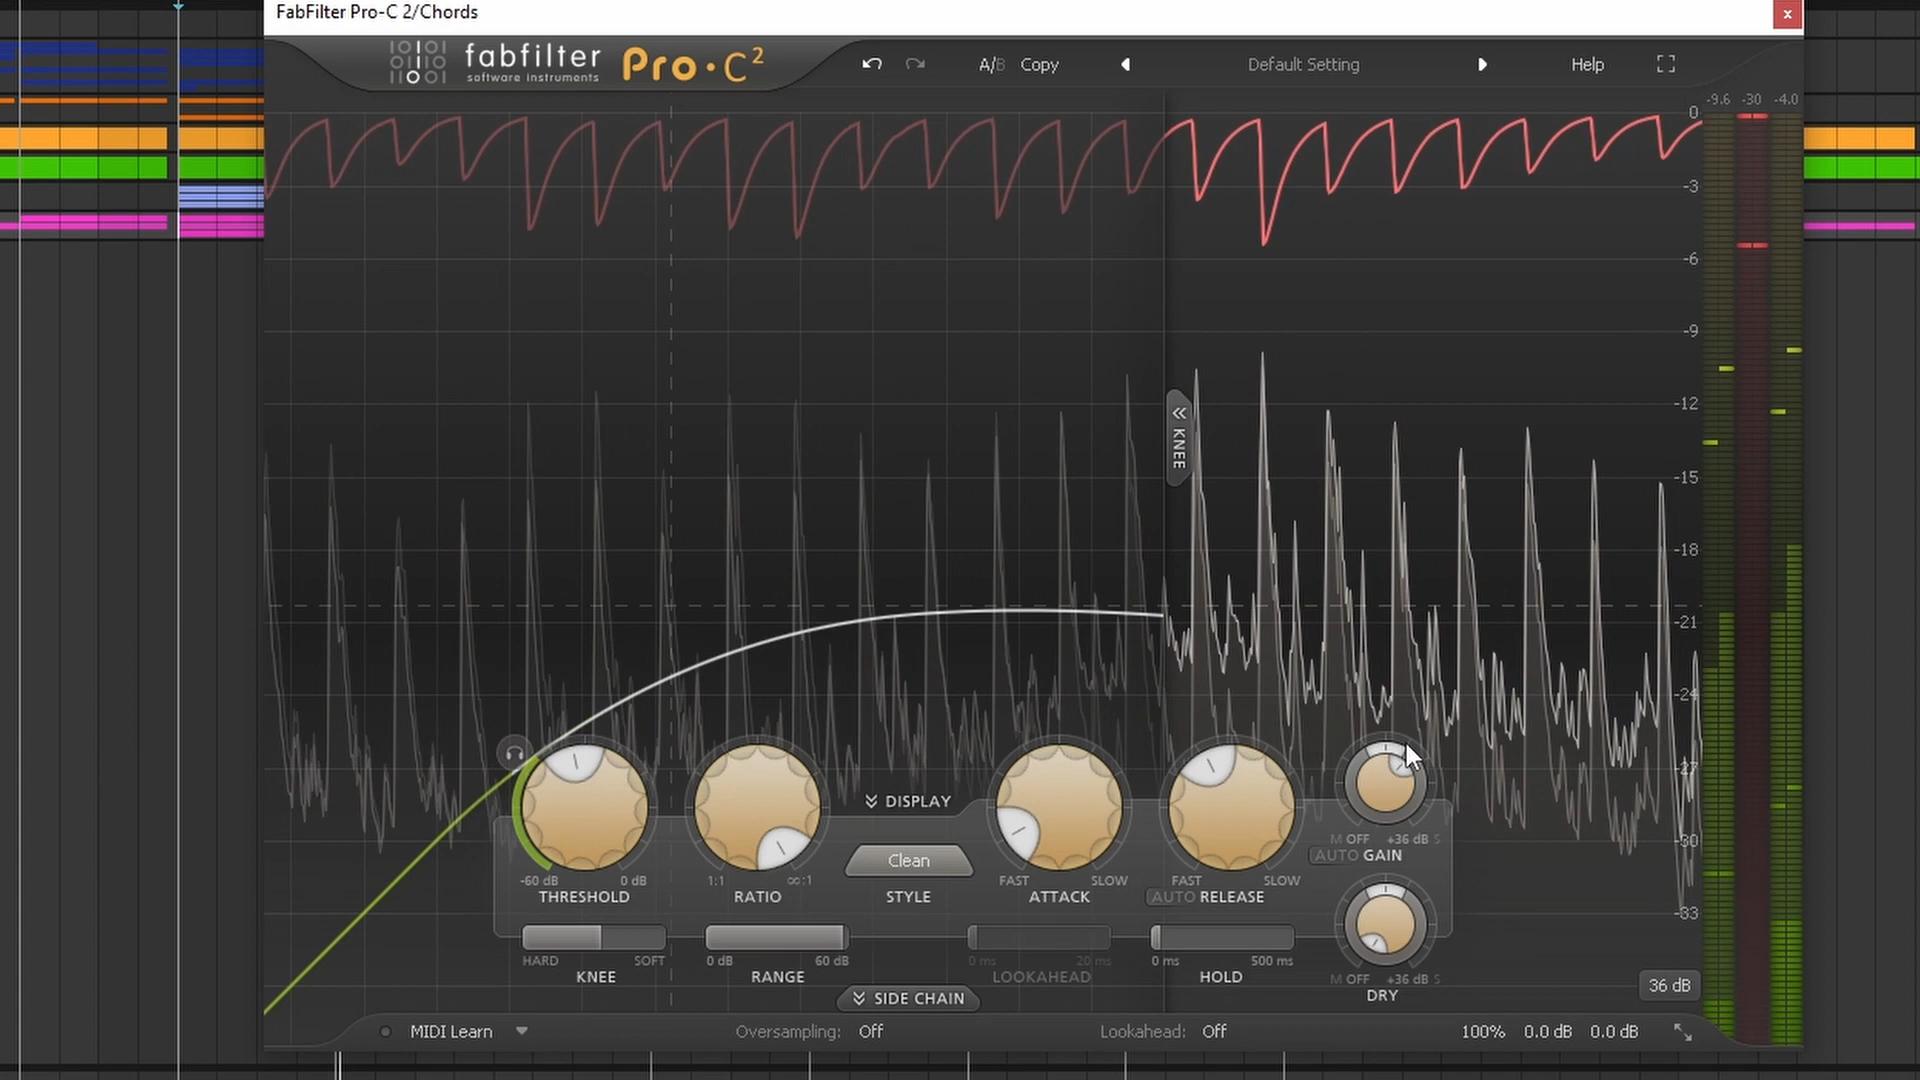 FabFilter Pro-C 2/Chords
x
fabfilter
software instruments
Pro·C²
A/B Copy
Default Setting
Help
-9.6 -30 -4.0
0
-3
-6
-9
-12
-15
-18
-21
-24
-27
-30
-33
KNEE
DISPLAY
Clean
STYLE
-60 dB 0 dB
THRESHOLD
1:1 ∞:1
RATIO
FAST SLOW
ATTACK
FAST SLOW
AUTO RELEASE
M OFF +36 dB S
AUTO GAIN
HARD SOFT
KNEE
0 dB 60 dB
RANGE
0 ms 20 ms
LOOKAHEAD
0 ms 500 ms
HOLD
M OFF +36 dB S
DRY
36 dB
SIDE CHAIN
MIDI Learn
Oversampling: Off
Lookahead: Off
100% 0.0 dB 0.0 dB